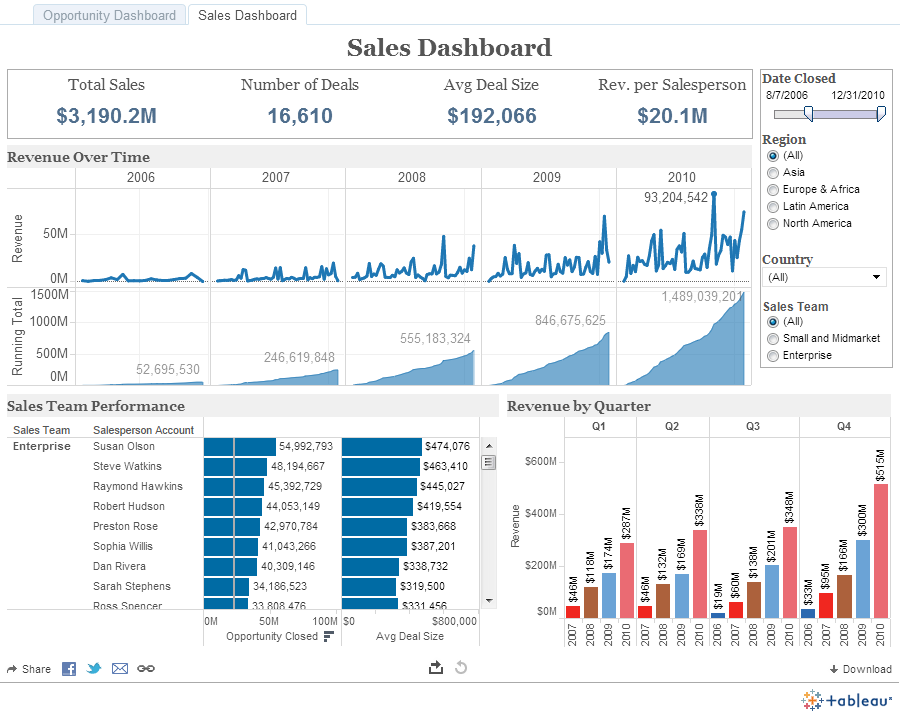 Opportunity Dashboard
Sales Dashboard
Sales Dashboard
Total Sales
Number of Deals
Avg Deal Size
Rev. per Salesperson
$3,190.2M
16,610
$192,066
$20.1M
Date Closed
8/7/2006
12/31/2010
Region
(All)
Asia
Europe & Africa
Latin America
North America
Country
(All)
Sales Team
(All)
Small and Midmarket
Enterprise
Revenue Over Time
2006
2007
2008
2009
2010
Revenue
50M
0M
93,204,542
Running Total
1500M
1000M
500M
0M
52,695,530
246,619,848
555,183,324
846,675,625
1,489,039,201
Sales Team Performance
Sales Team
Salesperson Account
Enterprise
Susan Olson 54,992,793 $474,076
Steve Watkins 48,194,667 $463,410
Raymond Hawkins 45,392,729 $445,027
Robert Hudson 44,053,149 $419,554
Preston Rose 42,970,784 $383,668
Sophia Willis 41,043,266 $387,201
Dan Rivera 40,309,146 $338,732
Sarah Stephens 34,186,523 $319,500
Ross Spencer 33,808,476 $331,456
0M 50M 100M $0 $800,000
Opportunity Closed
Avg Deal Size
Revenue by Quarter
Q1
Q2
Q3
Q4
Revenue
$600M
$400M
$200M
$0M
$46M
$118M
$174M
$287M
$46M
$132M
$169M
$338M
$19M
$60M
$138M
$201M
$348M
$33M
$95M
$166M
$300M
$515M
2007
2008
2009
2010
2007
2008
2009
2010
2006
2007
2008
2009
2010
2006
2007
2008
2009
2010
Share
Download
+tableau